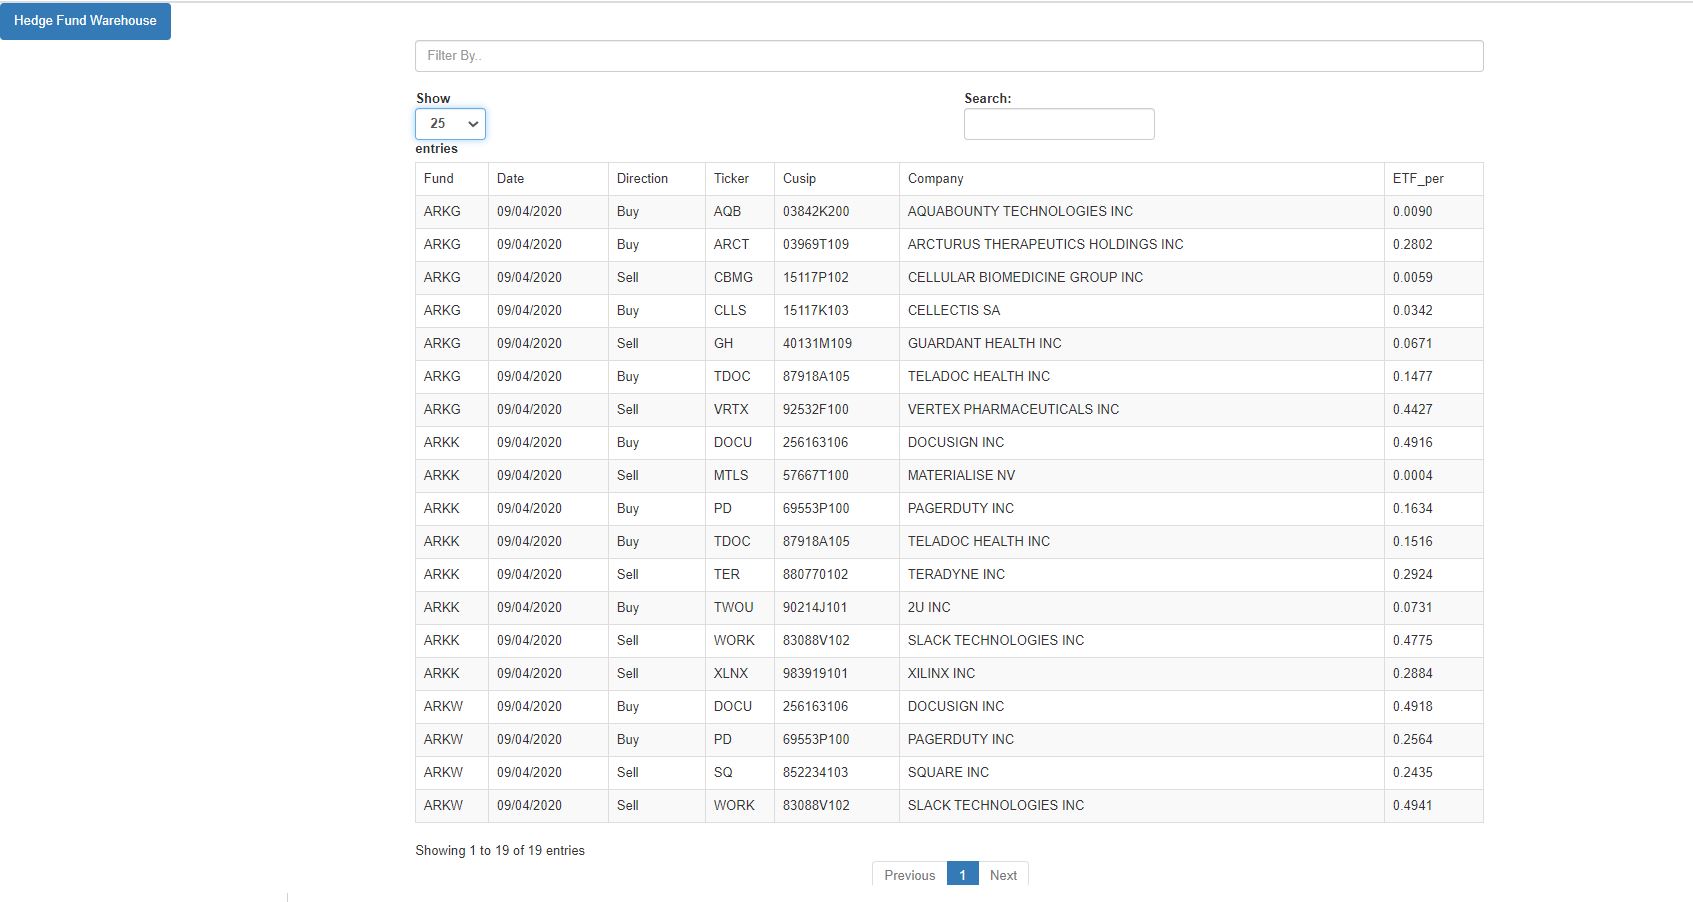 Hedge Fund Warehouse
Filter By..
Show
25
entries
Search:
Fund Date Direction Ticker Cusip Company ETF_per
ARKG 09/04/2020 Buy AQB 03842K200 AQUABOUNTY TECHNOLOGIES INC 0.0090
ARKG 09/04/2020 Buy ARCT 03969T109 ARCTURUS THERAPEUTICS HOLDINGS INC 0.2802
ARKG 09/04/2020 Sell CBMG 15117P102 CELLULAR BIOMEDICINE GROUP INC 0.0059
ARKG 09/04/2020 Buy CLLS 15117K103 CELLECTIS SA 0.0342
ARKG 09/04/2020 Sell GH 40131M109 GUARDANT HEALTH INC 0.0671
ARKG 09/04/2020 Buy TDOC 87918A105 TELADOC HEALTH INC 0.1477
ARKG 09/04/2020 Sell VRTX 92532F100 VERTEX PHARMACEUTICALS INC 0.4427
ARKK 09/04/2020 Buy DOCU 256163106 DOCUSIGN INC 0.4916
ARKK 09/04/2020 Sell MTLS 57667T100 MATERIALISE NV 0.0004
ARKK 09/04/2020 Buy PD 69553P100 PAGERDUTY INC 0.1634
ARKK 09/04/2020 Buy TDOC 87918A105 TELADOC HEALTH INC 0.1516
ARKK 09/04/2020 Sell TER 880770102 TERADYNE INC 0.2924
ARKK 09/04/2020 Buy TWOU 90214J101 2U INC 0.0731
ARKK 09/04/2020 Sell WORK 83088V102 SLACK TECHNOLOGIES INC 0.4775
ARKK 09/04/2020 Sell XLNX 983919101 XILINX INC 0.2884
ARKW 09/04/2020 Buy DOCU 256163106 DOCUSIGN INC 0.4918
ARKW 09/04/2020 Buy PD 69553P100 PAGERDUTY INC 0.2564
ARKW 09/04/2020 Sell SQ 852234103 SQUARE INC 0.2435
ARKW 09/04/2020 Sell WORK 83088V102 SLACK TECHNOLOGIES INC 0.4941
Showing 1 to 19 of 19 entries
Previous 1 Next